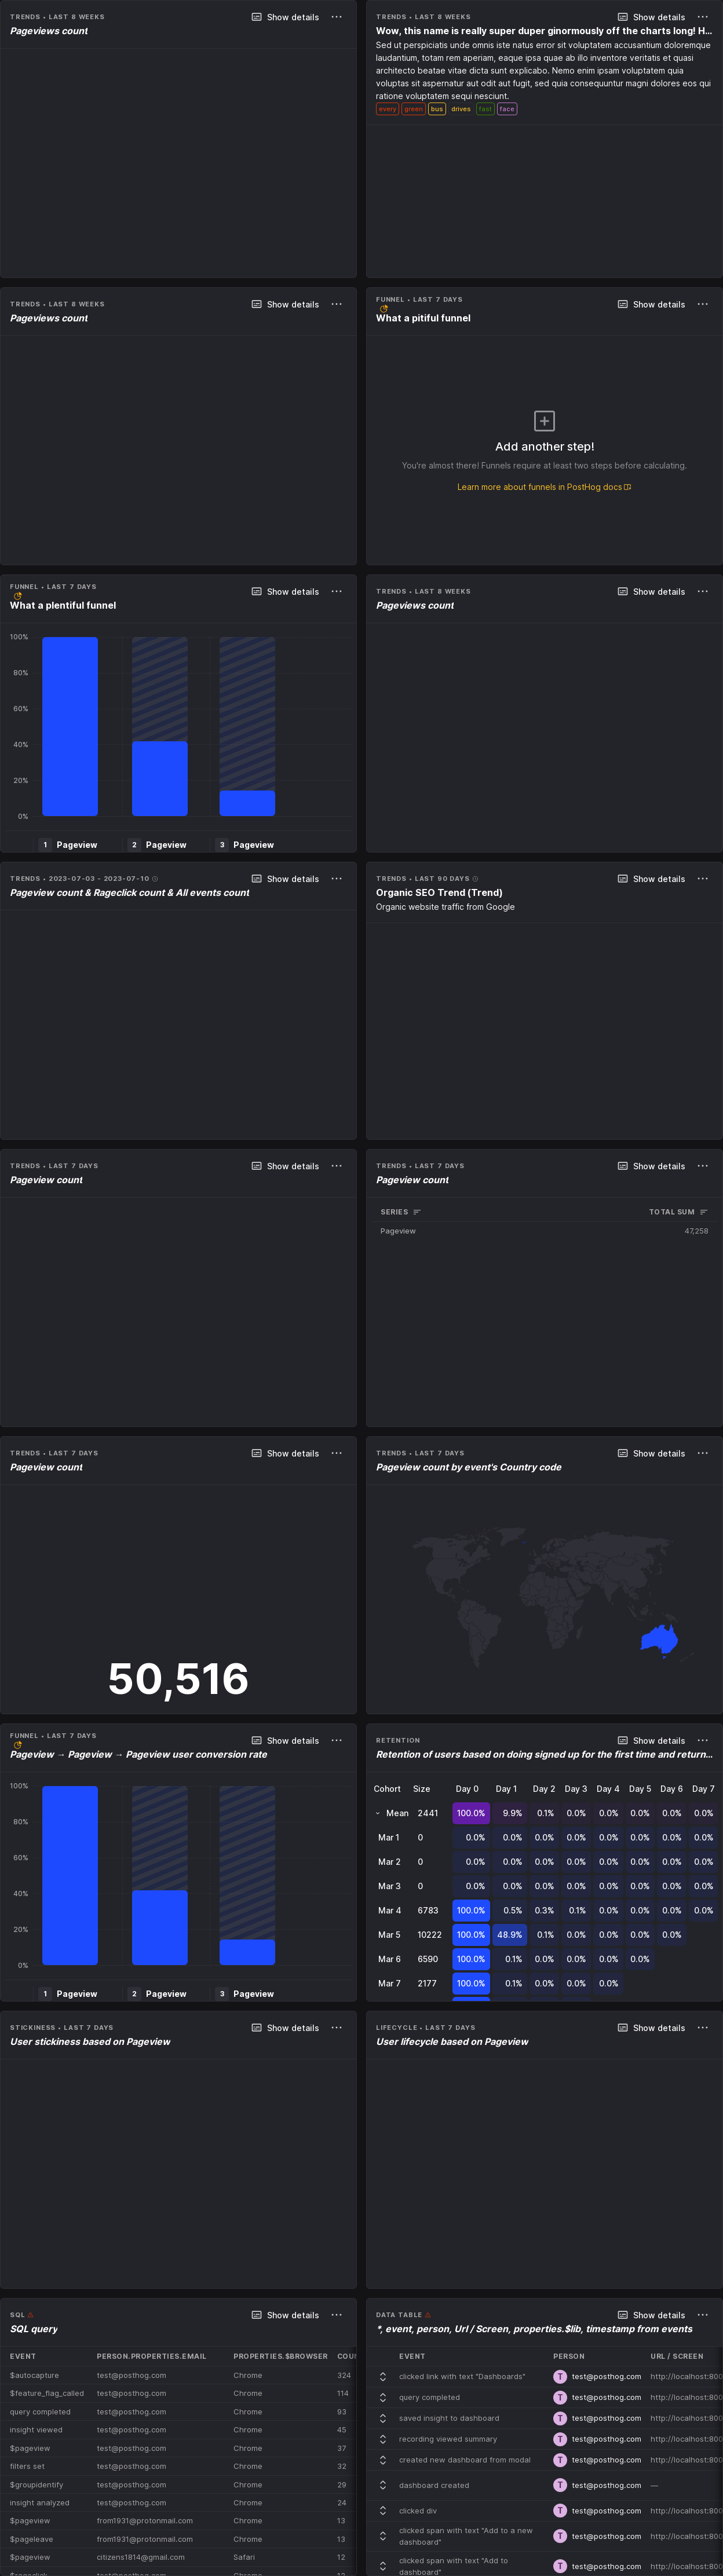 TRENDS • LAST 8 WEEKS
Show details
Pageviews count
TRENDS • LAST 8 WEEKS
Show details
Wow, this name is really super duper ginormously off the charts long! H...
Sed ut perspiciatis unde omnis iste natus error sit voluptatem accusantium doloremque
laudantium, totam rem aperiam, eaque ipsa quae ab illo inventore veritatis et quasi
architecto beatae vitae dicta sunt explicabo. Nemo enim ipsam voluptatem quia
voluptas sit aspernatur aut odit aut fugit, sed quia consequuntur magni dolores eos qui
ratione voluptatem sequi nesciunt.
every green bus drives fast face
TRENDS • LAST 8 WEEKS
Show details
Pageviews count
FUNNEL • LAST 7 DAYS
Show details
What a pitiful funnel
Add another step!
You're almost there! Funnels require at least two steps before calculating.
Learn more about funnels in PostHog docs
FUNNEL • LAST 7 DAYS
Show details
What a plentiful funnel
100%
80%
60%
40%
20%
0%
1 Pageview 2 Pageview 3 Pageview
TRENDS • LAST 8 WEEKS
Show details
Pageviews count
TRENDS • 2023-07-03 - 2023-07-10
Show details
Pageview count & Rageclick count & All events count
TRENDS • LAST 90 DAYS
Show details
Organic SEO Trend (Trend)
Organic website traffic from Google
TRENDS • LAST 7 DAYS
Show details
Pageview count
TRENDS • LAST 7 DAYS
Show details
Pageview count
SERIES TOTAL SUM
Pageview 47,258
TRENDS • LAST 7 DAYS
Show details
Pageview count
50,516
TRENDS • LAST 7 DAYS
Show details
Pageview count by event's Country code
FUNNEL • LAST 7 DAYS
Show details
Pageview → Pageview → Pageview user conversion rate
100%
80%
60%
40%
20%
0%
1 Pageview 2 Pageview 3 Pageview
RETENTION
Show details
Retention of users based on doing signed up for the first time and return...
Cohort Size Day 0 Day 1 Day 2 Day 3 Day 4 Day 5 Day 6 Day 7
Mean 2441 100.0% 9.9% 0.1% 0.0% 0.0% 0.0% 0.0% 0.0%
Mar 1 0 0.0% 0.0% 0.0% 0.0% 0.0% 0.0% 0.0% 0.0%
Mar 2 0 0.0% 0.0% 0.0% 0.0% 0.0% 0.0% 0.0% 0.0%
Mar 3 0 0.0% 0.0% 0.0% 0.0% 0.0% 0.0% 0.0% 0.0%
Mar 4 6783 100.0% 0.5% 0.3% 0.1% 0.0% 0.0% 0.0% 0.0%
Mar 5 10222 100.0% 48.9% 0.1% 0.0% 0.0% 0.0% 0.0%
Mar 6 6590 100.0% 0.1% 0.0% 0.0% 0.0% 0.0%
Mar 7 2177 100.0% 0.1% 0.0% 0.0% 0.0%
STICKINESS • LAST 7 DAYS
Show details
User stickiness based on Pageview
LIFECYCLE • LAST 7 DAYS
Show details
User lifecycle based on Pageview
SQL
Show details
SQL query
EVENT PERSON.PROPERTIES.EMAIL PROPERTIES.$BROWSER COU
$autocapture test@posthog.com Chrome 324
$feature_flag_called test@posthog.com Chrome 114
query completed test@posthog.com Chrome 93
insight viewed test@posthog.com Chrome 45
$pageview test@posthog.com Chrome 37
filters set test@posthog.com Chrome 32
$groupidentify test@posthog.com Chrome 29
insight analyzed test@posthog.com Chrome 24
$pageview from1931@protonmail.com Chrome 13
$pageleave from1931@protonmail.com Chrome 13
$pageview citizens1814@gmail.com Safari 12
DATA TABLE
Show details
*, event, person, Url / Screen, properties.$lib, timestamp from events
EVENT PERSON URL / SCREEN
clicked link with text "Dashboards" T test@posthog.com http://localhost:800
query completed T test@posthog.com http://localhost:800
saved insight to dashboard T test@posthog.com http://localhost:800
recording viewed summary T test@posthog.com http://localhost:800
created new dashboard from modal T test@posthog.com http://localhost:800
dashboard created T test@posthog.com —
clicked div T test@posthog.com http://localhost:800
clicked span with text "Add to a new
dashboard" T test@posthog.com http://localhost:800
clicked span with text "Add to
dashboard" T test@posthog.com http://localhost:800